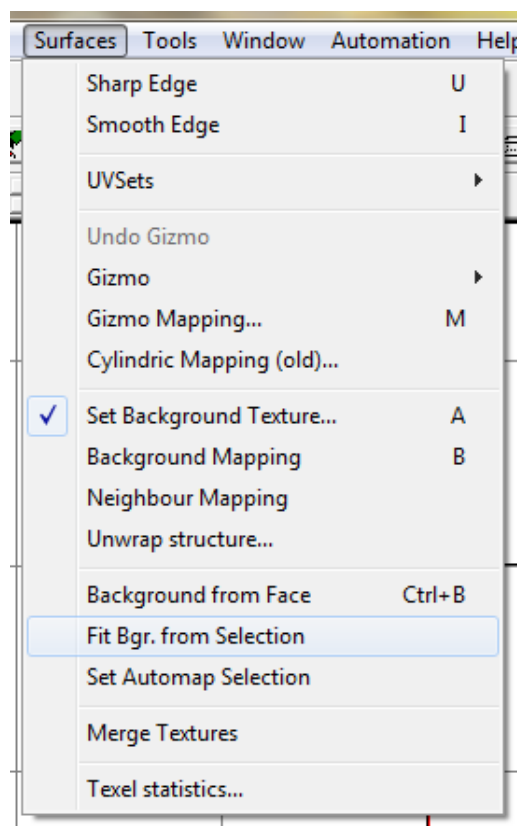 Surfaces Tools Window Automation Help
Sharp Edge U
Smooth Edge I
UVSets
Undo Gizmo
Gizmo
Gizmo Mapping... M
Cylindric Mapping (old)...
Set Background Texture... A
Background Mapping B
Neighbour Mapping
Unwrap structure...
Background from Face Ctrl+B
Fit Bgr. from Selection
Set Automap Selection
Merge Textures
Texel statistics...